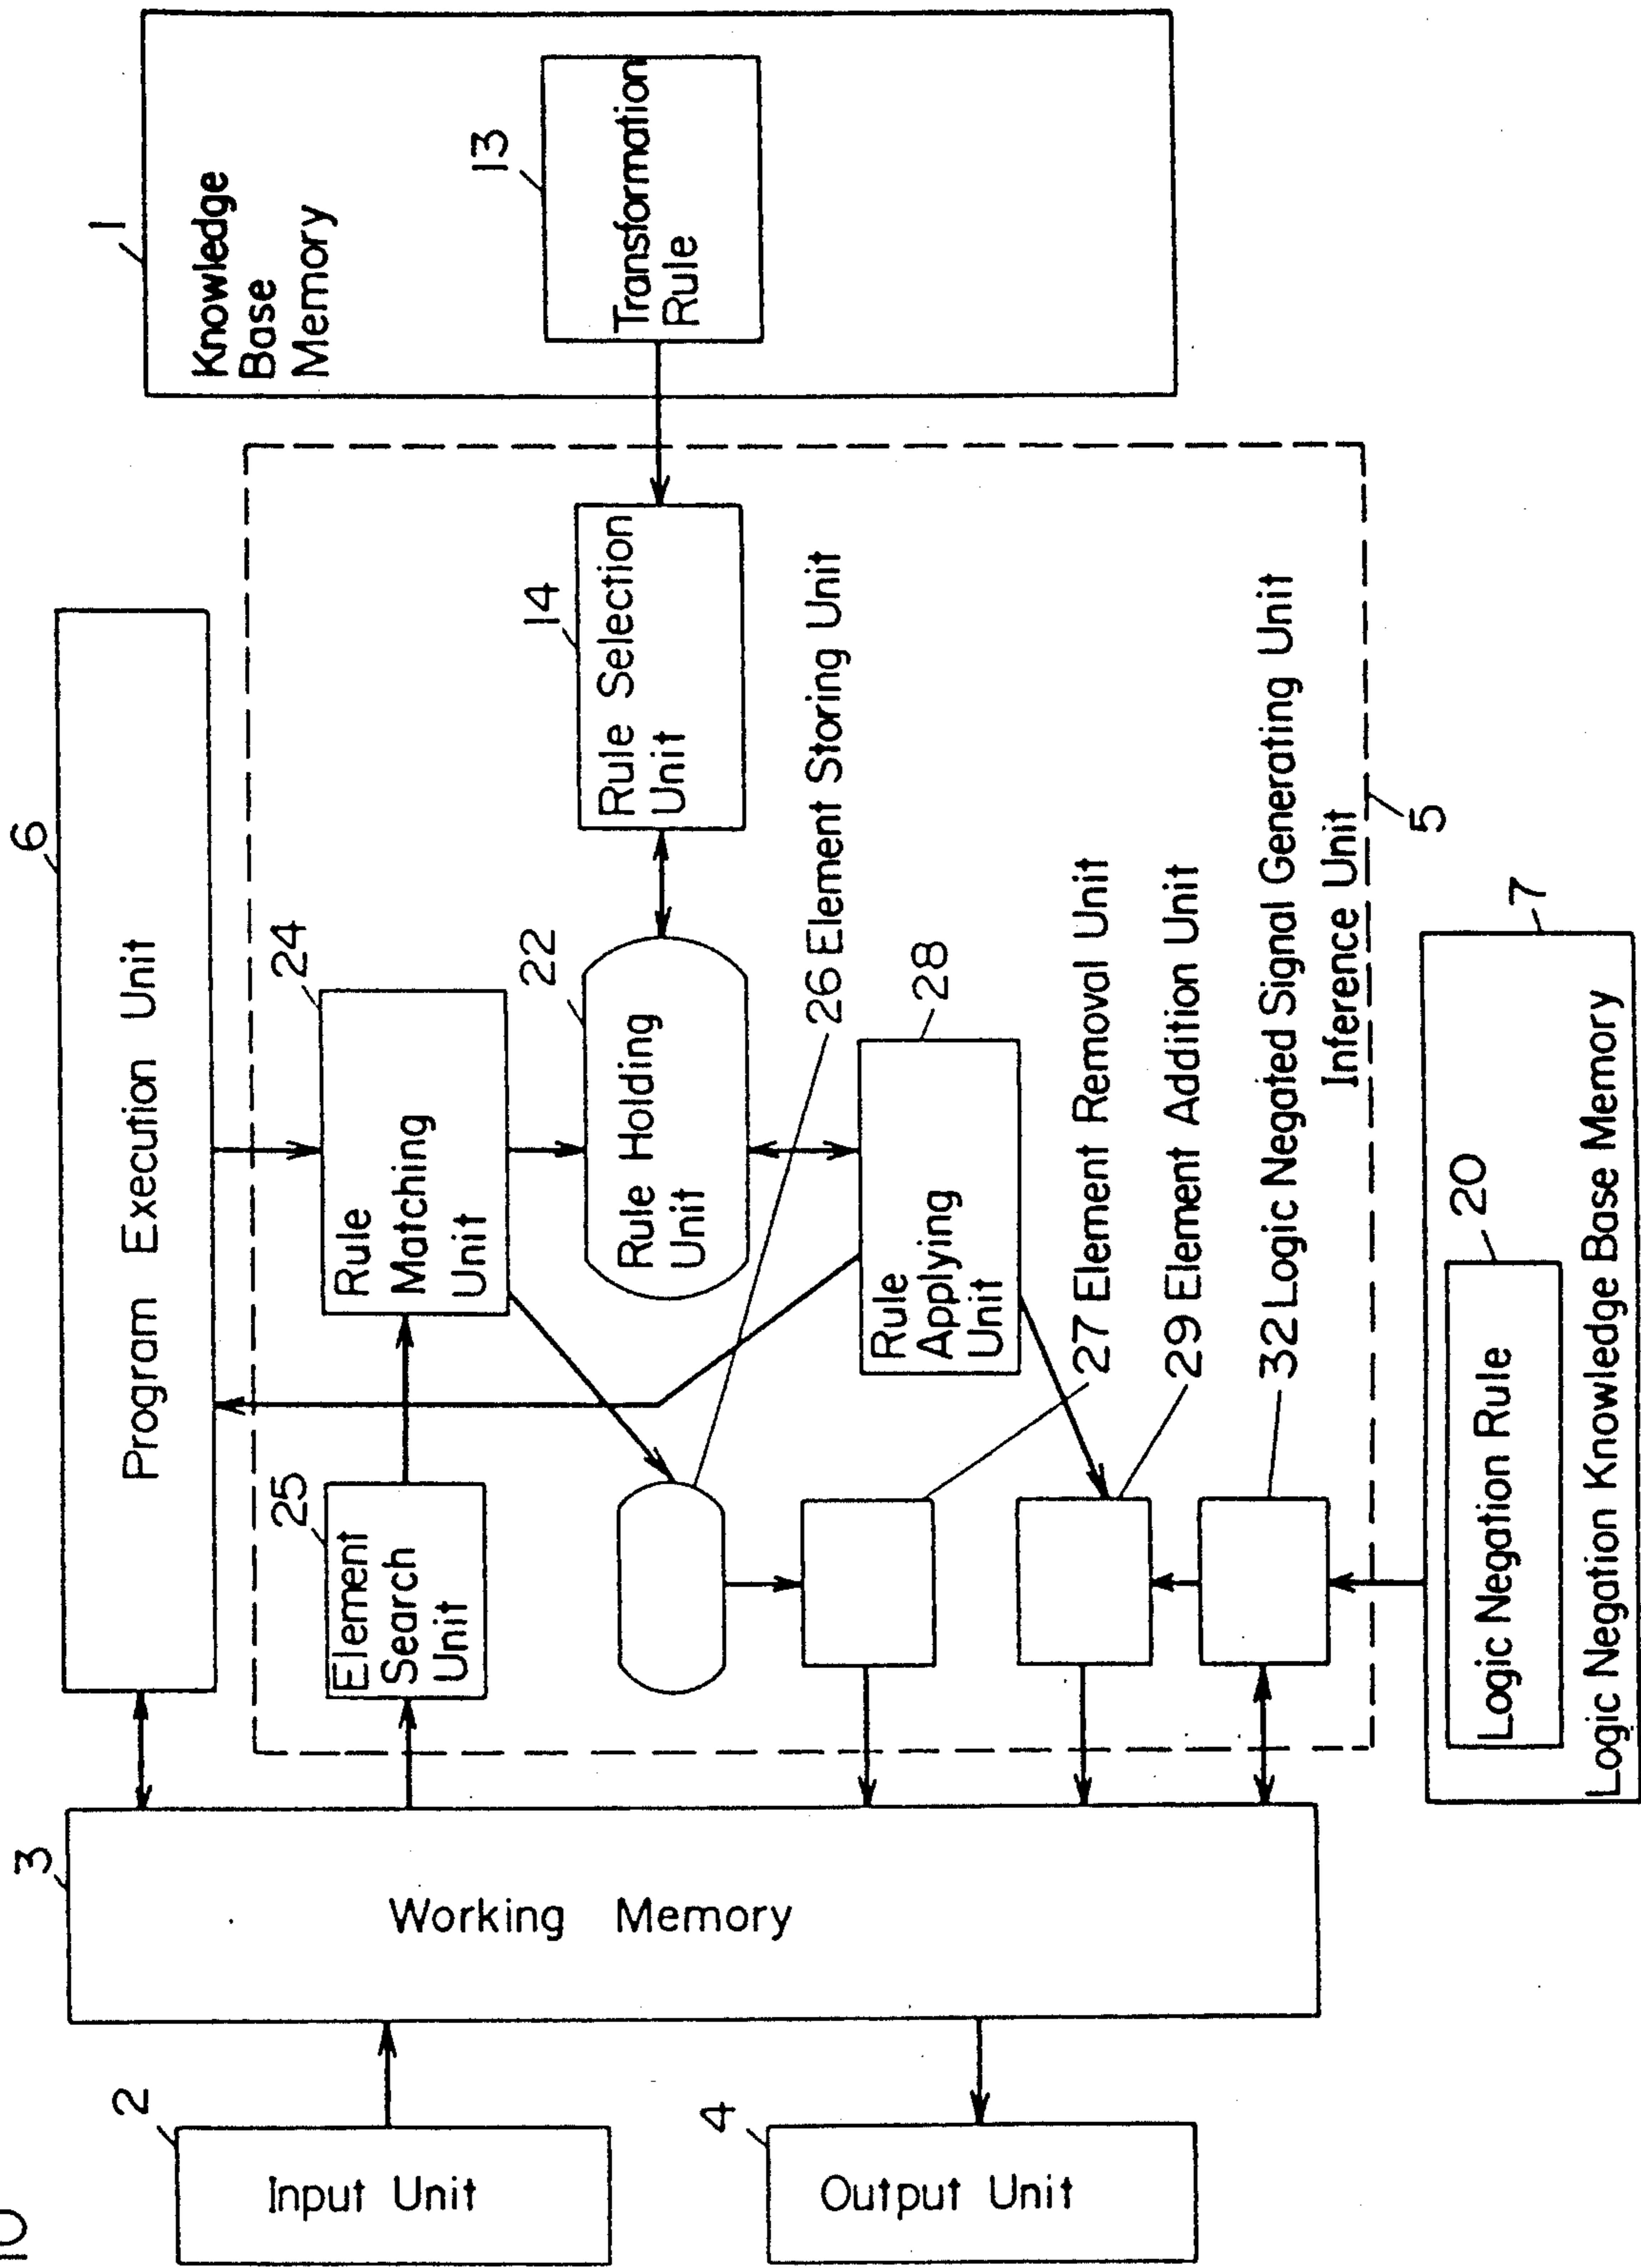 10
6
Program Execution Unit
1
Knowledge
Base
Memory
13
Transformation
Rule
3
Working Memory
2
Input Unit
4
Output Unit
25
Element
Search
Unit
24
Rule
Matching
Unit
22
Rule Holding
Unit
14
Rule Selection
Unit
26 Element Storing Unit
28
Rule
Applying
Unit
27 Element Removal Unit
29 Element Addition Unit
32 Logic Negated Signal Generating Unit
Inference Unit
5
7
20
Logic Negation Rule
Logic Negation Knowledge Base Memory